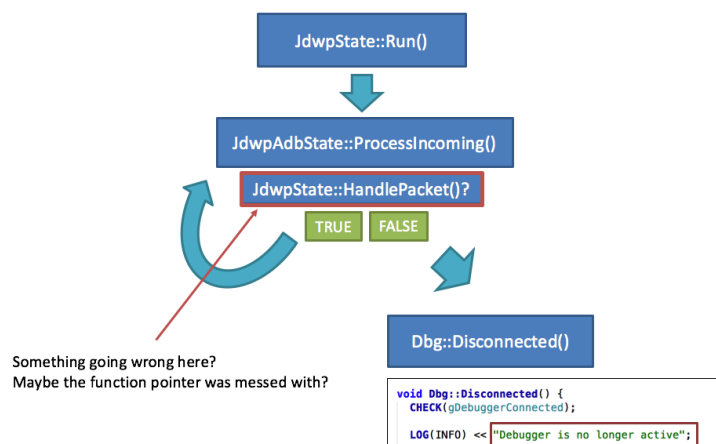 JdwpState::Run()
JdwpAdbState::ProcessIncoming()
JdwpState::HandlePacket()?
TRUE FALSE
Dbg::Disconnected()
Something going wrong here?
Maybe the function pointer was messed with?
void Dbg::Disconnected() {
CHECK(gDebuggerConnected);
LOG(INFO) << "Debugger is no longer active";